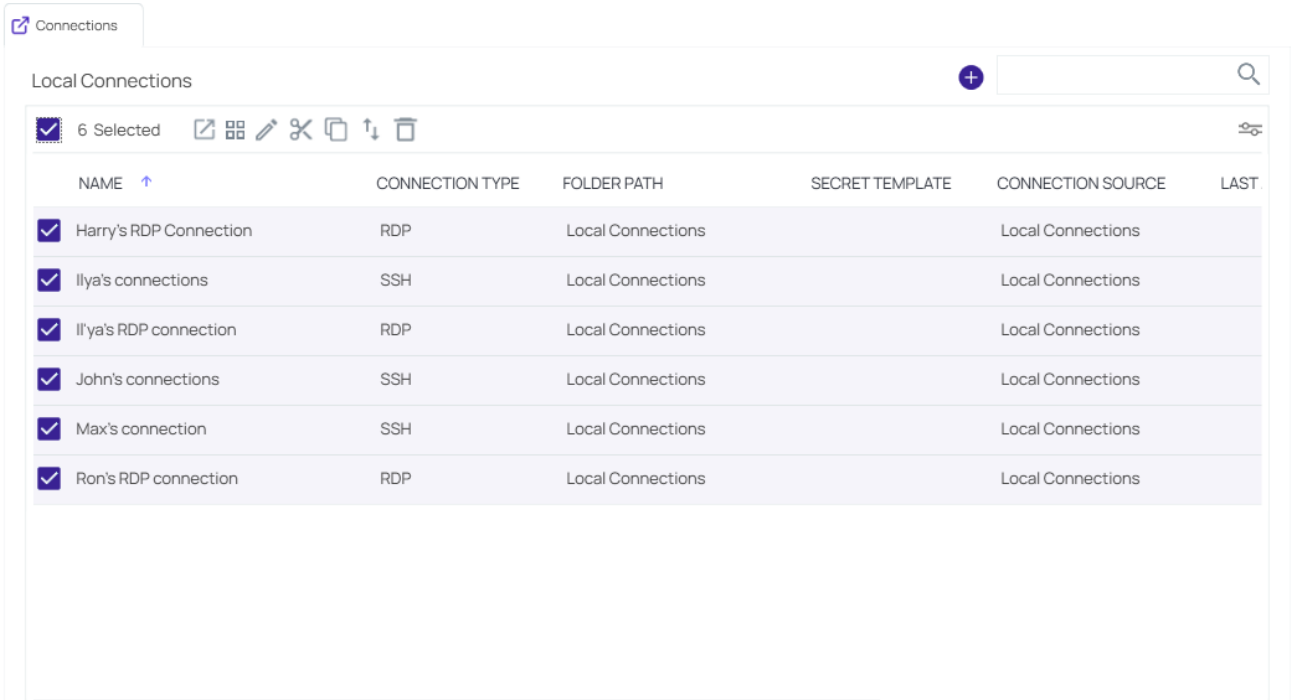 Connections
Local Connections
6 Selected
NAME CONNECTION TYPE FOLDER PATH SECRET TEMPLATE CONNECTION SOURCE LAST
Harry's RDP Connection RDP Local Connections Local Connections
Ilya's connections SSH Local Connections Local Connections
Il'ya's RDP connection RDP Local Connections Local Connections
John's connections SSH Local Connections Local Connections
Max's connection SSH Local Connections Local Connections
Ron's RDP connection RDP Local Connections Local Connections